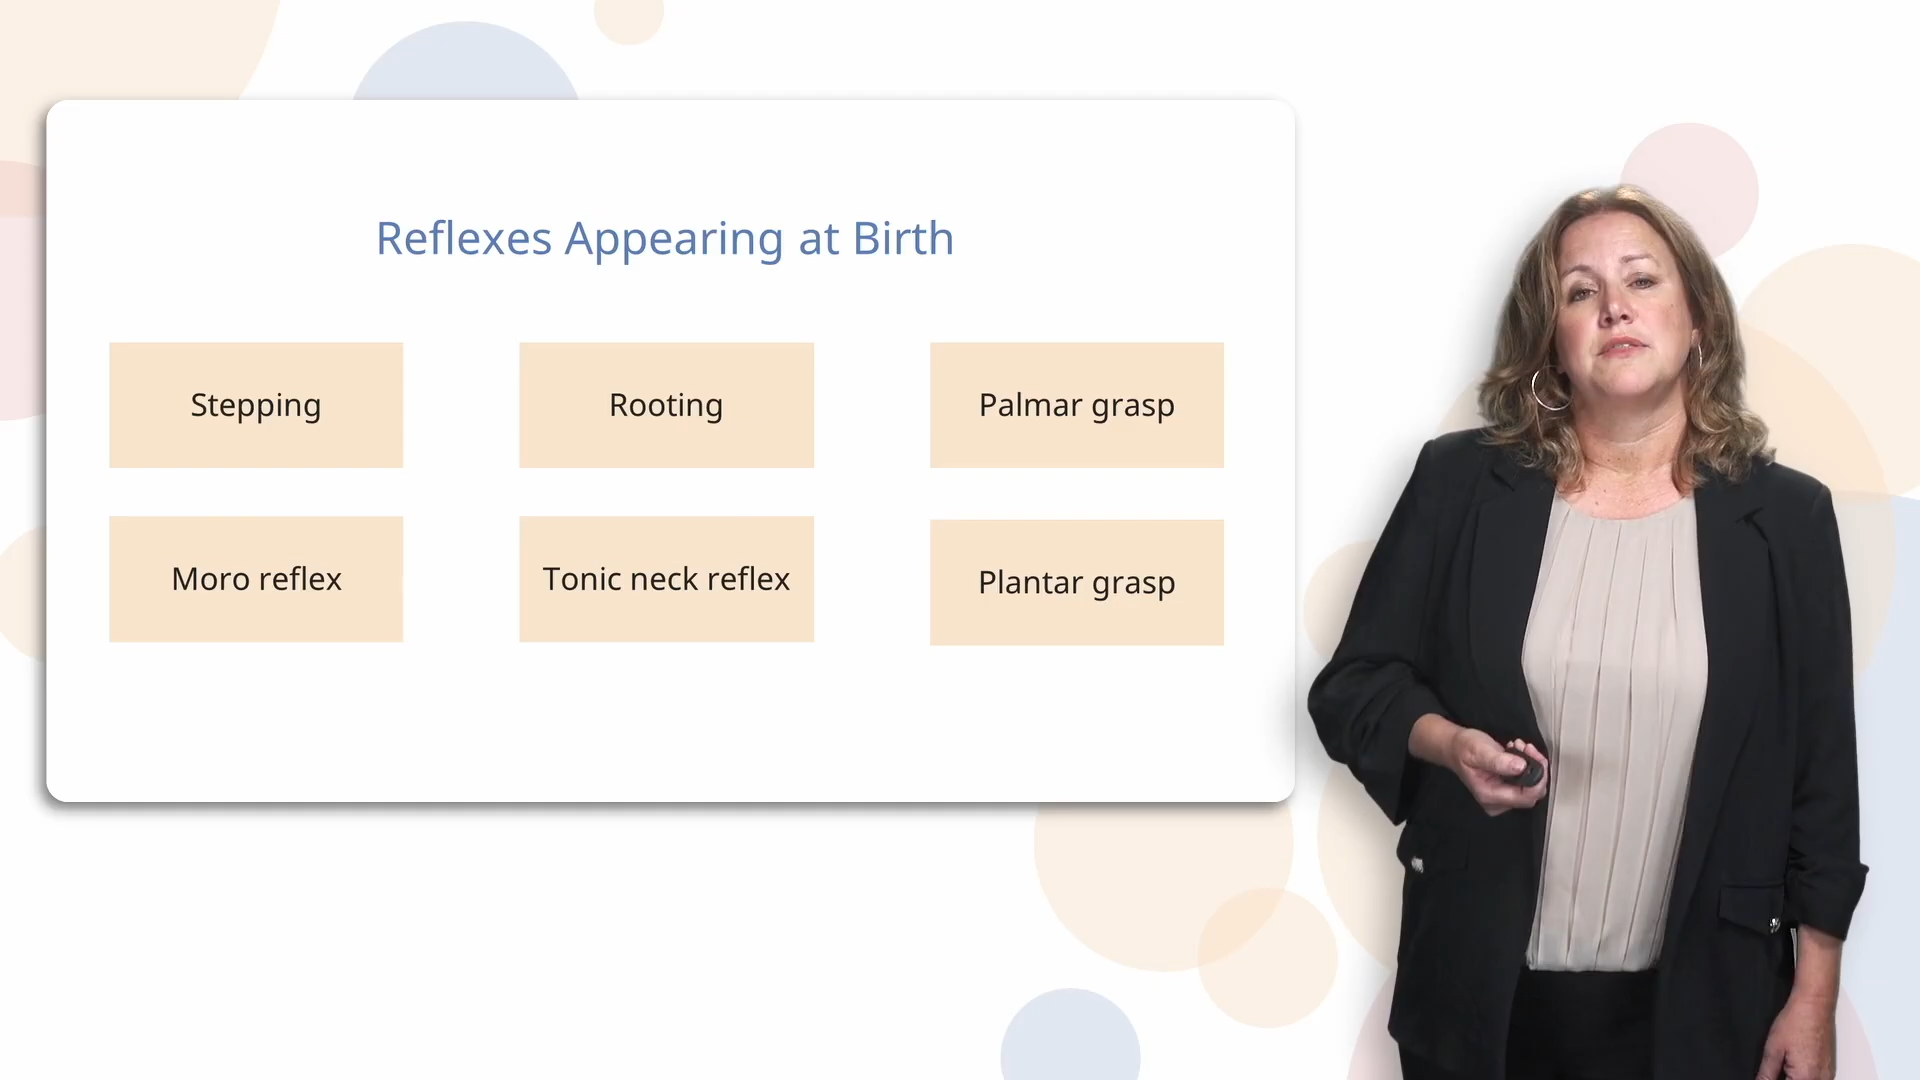 Reflexes Appearing at Birth
Stepping
Rooting
Palmar grasp
Moro reflex
Tonic neck reflex
Plantar grasp